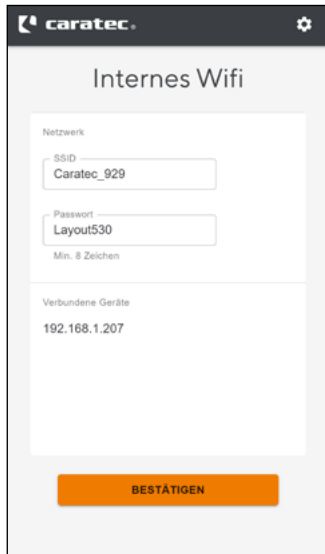 caratec.
Internes Wifi
Netzwerk
SSID
Caratec_929
Passwort
Layout530
Min. 8 Zeichen
Verbundene Geräte
192.168.1.207
BESTÄTIGEN